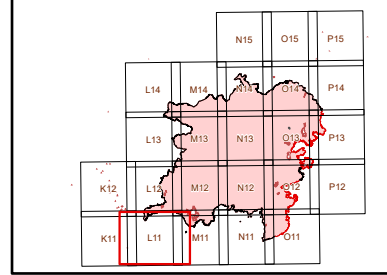 N15 O15 P15
L14 M14 N14 O14 P14
L13 M13 N13 O13 P13
K12 L12 M12 N12 O12 P12
K11 L11 M11 N11 O11